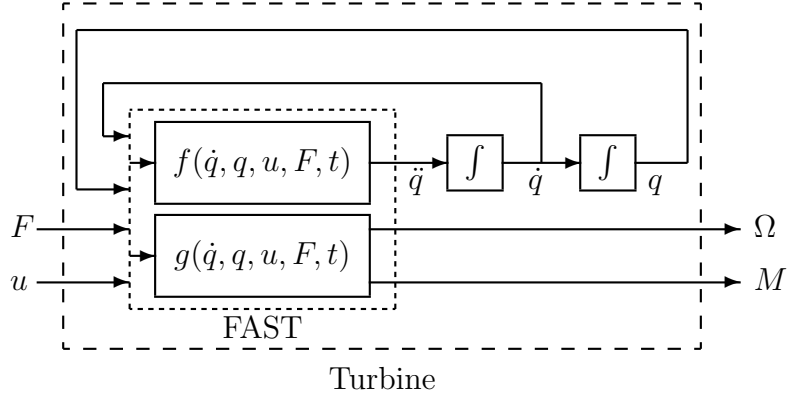 f(q̇, q, u, F, t)
∫
∫
q̈
q̇
q
F
Ω
g(q̇, q, u, F, t)
u
M
FAST
Turbine